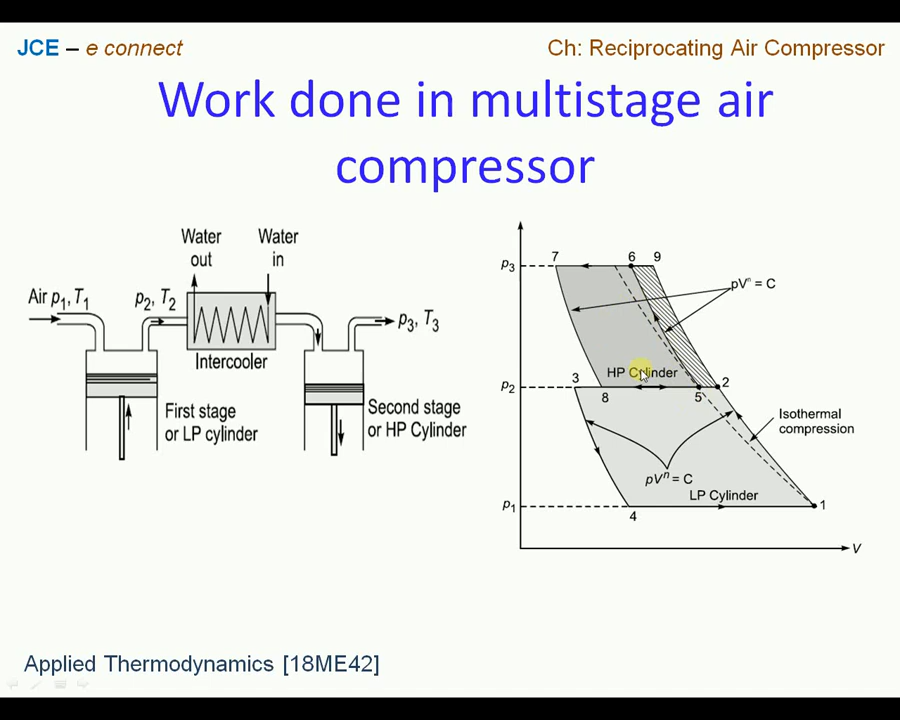 JCE – e connect
Ch: Reciprocating Air Compressor
Work done in multistage air
compressor
Water
out
Water
in
Air p₁, T₁
p₂, T₂
p₃, T₃
Intercooler
First stage
or LP cylinder
Second stage
or HP Cylinder
p₃
7
6
9
pVⁿ = C
HP Cylinder
p₂
3
8
5
2
Isothermal
compression
pVⁿ = C
LP Cylinder
p₁
4
1
V
Applied Thermodynamics [18ME42]